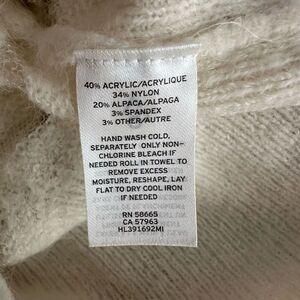 40% ACRYLIC/ACRYLIQUE
34% NYLON
20% ALPACA/ALPAGA
3% SPANDEX
3% OTHER/AUTRE
HAND WASH COLD,
SEPARATELY ONLY NON-
CHLORINE BLEACH IF
NEEDED ROLL IN TOWEL TO
REMOVE EXCESS
MOISTURE, RESHAPE, LAY
FLAT TO DRY COOL IRON
IF NEEDED
RN 58665
CA 57963
HL391692MI